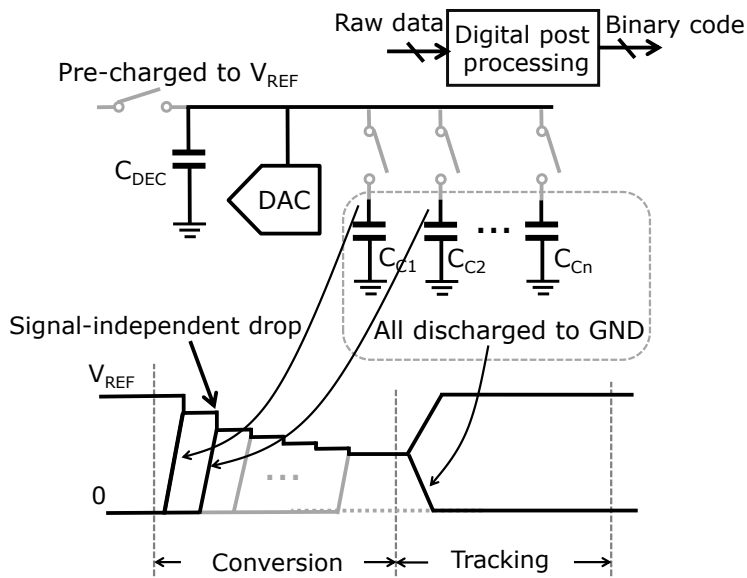 Raw data
Digital post
processing
Binary code
Pre-charged to VREF
CDEC
DAC
CC1
CC2
...
CCn
Signal-independent drop
All discharged to GND
VREF
...
0
Conversion
Tracking